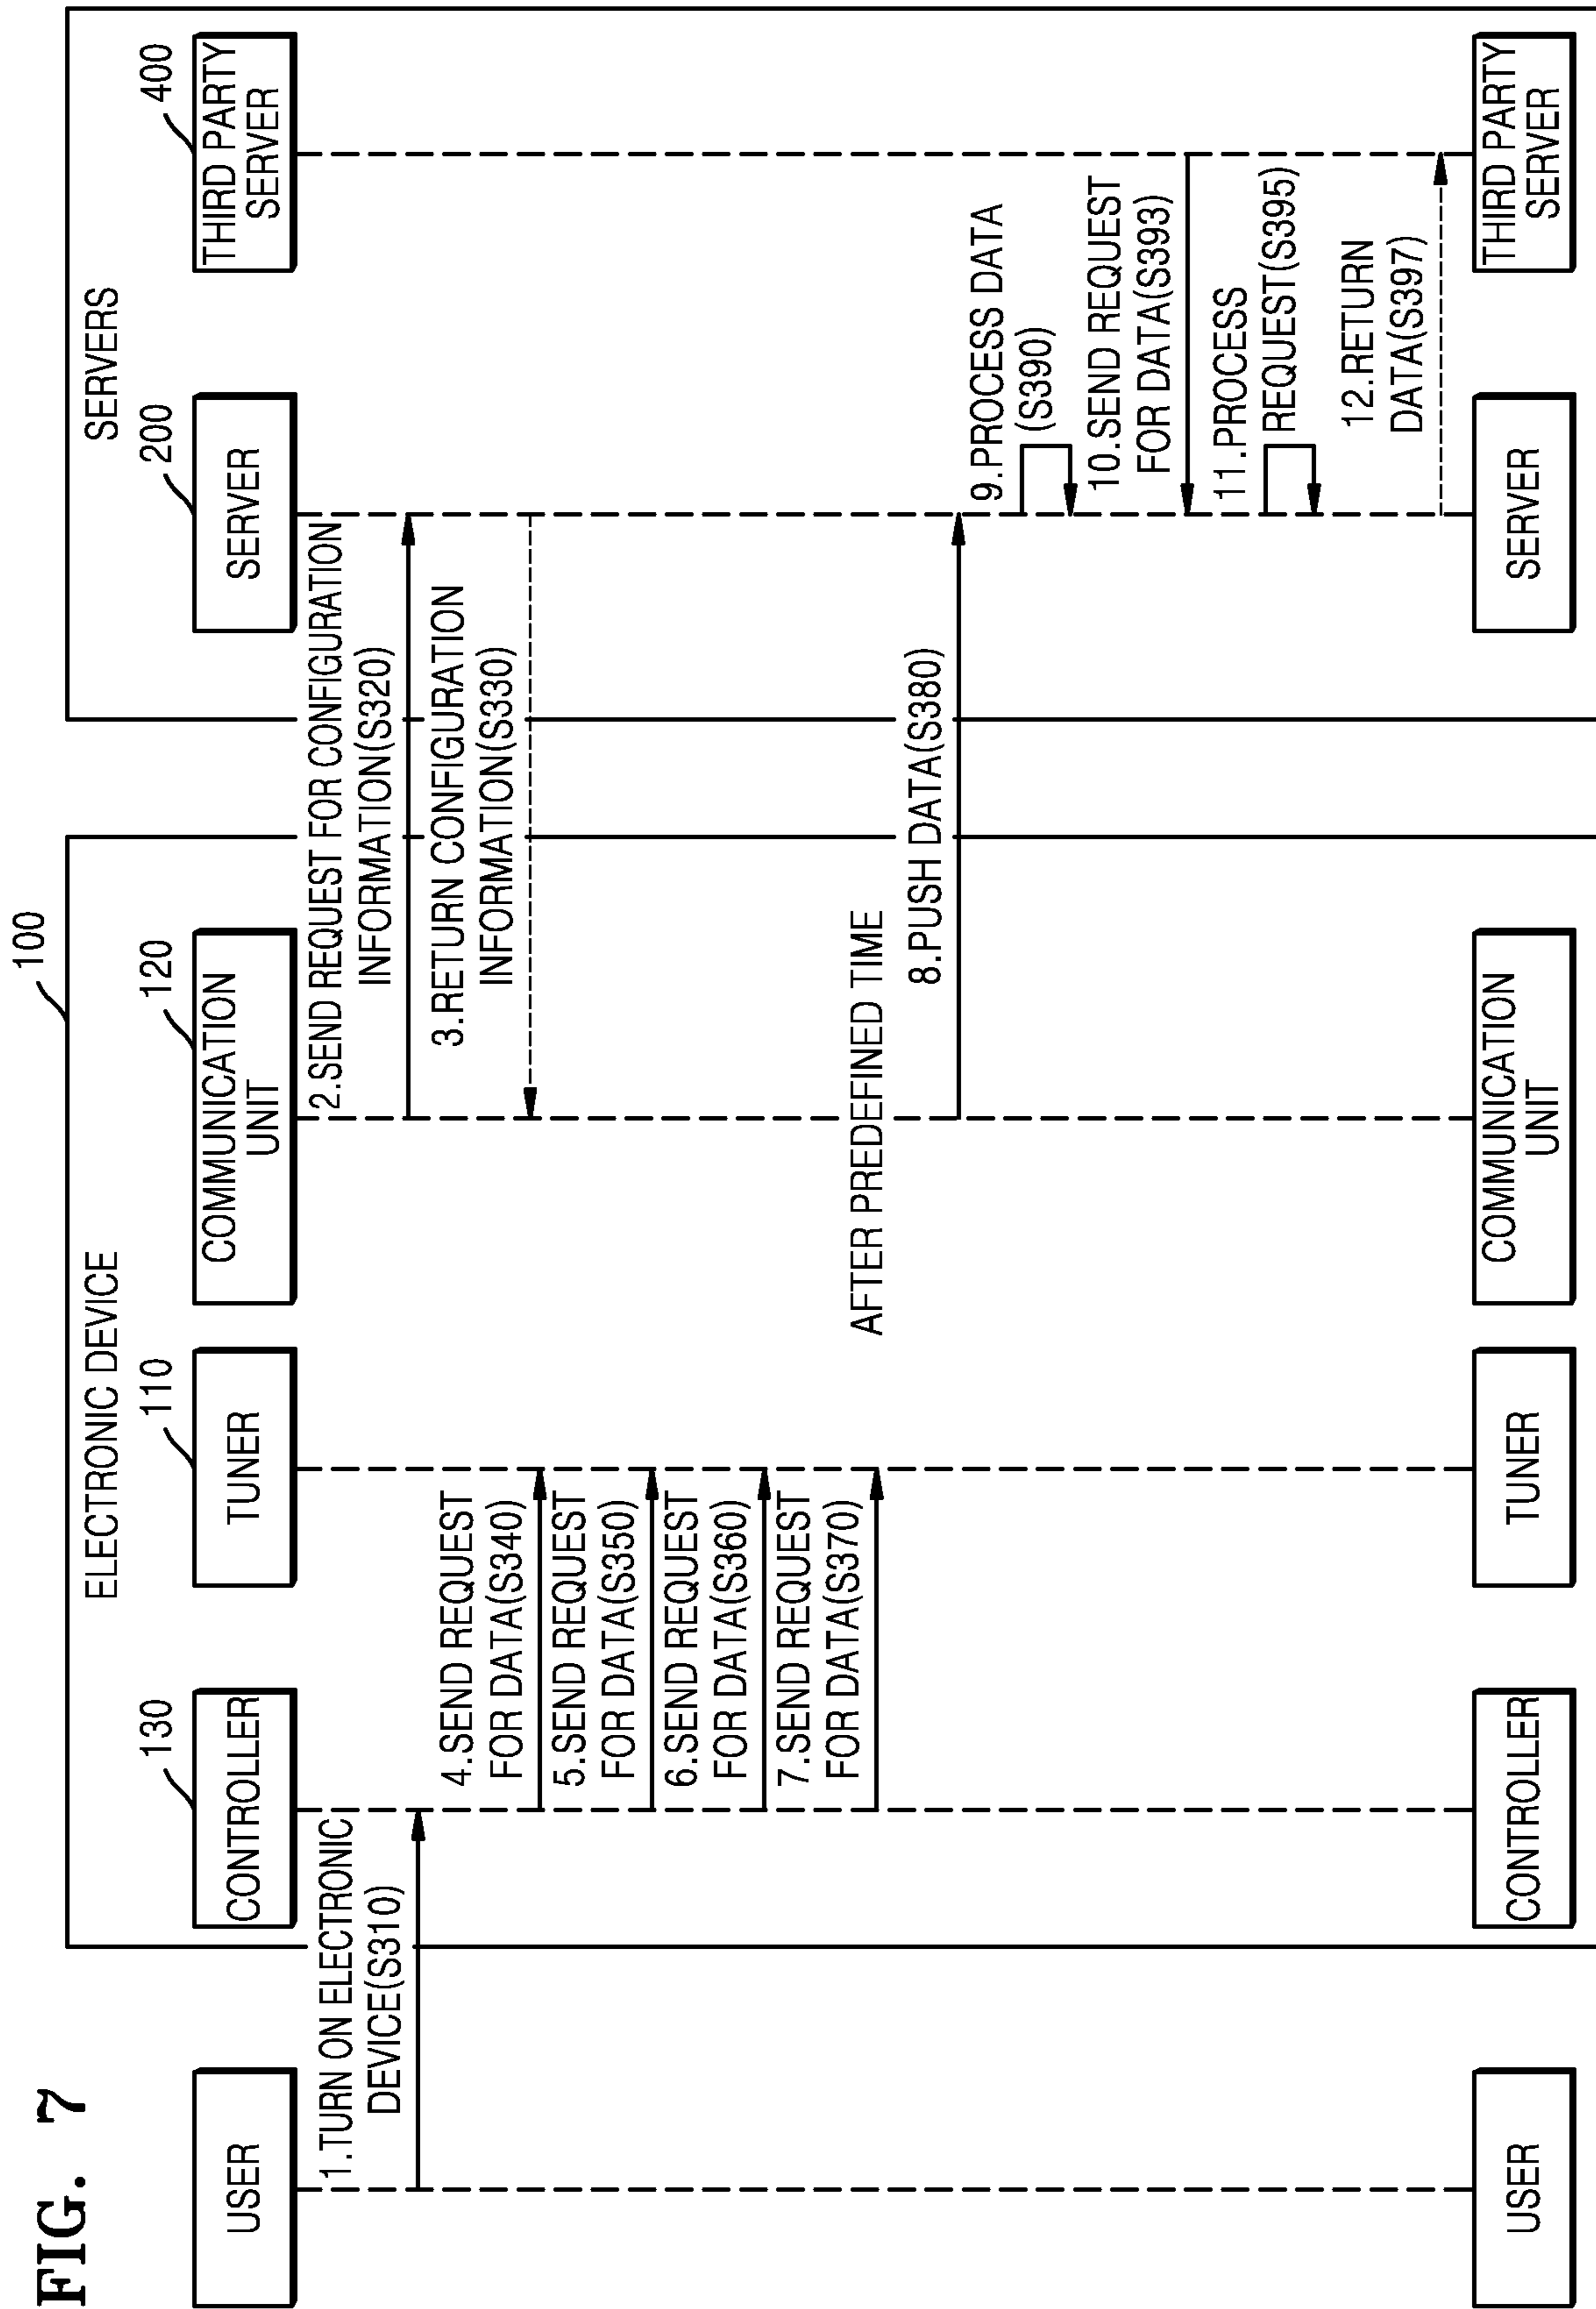 FIG. 7
100
ELECTRONIC DEVICE
SERVERS
130
110
120
200
400
USER
CONTROLLER
TUNER
COMMUNICATION
UNIT
SERVER
THIRD PARTY
SERVER
1.TURN ON ELECTRONIC
DEVICE(S310)
2.SEND REQUEST FOR CONFIGURATION
INFORMATION(S320)
3.RETURN CONFIGURATION
INFORMATION(S330)
4.SEND REQUEST
FOR DATA(S340)
5.SEND REQUEST
FOR DATA(S350)
6.SEND REQUEST
FOR DATA(S360)
7.SEND REQUEST
FOR DATA(S370)
AFTER PREDEFINED TIME
8.PUSH DATA(S380)
9.PROCESS DATA
(S390)
10.SEND REQUEST
FOR DATA(S393)
11.PROCESS
REQUEST(S395)
12.RETURN
DATA(S397)
USER
CONTROLLER
TUNER
COMMUNICATION
UNIT
SERVER
THIRD PARTY
SERVER